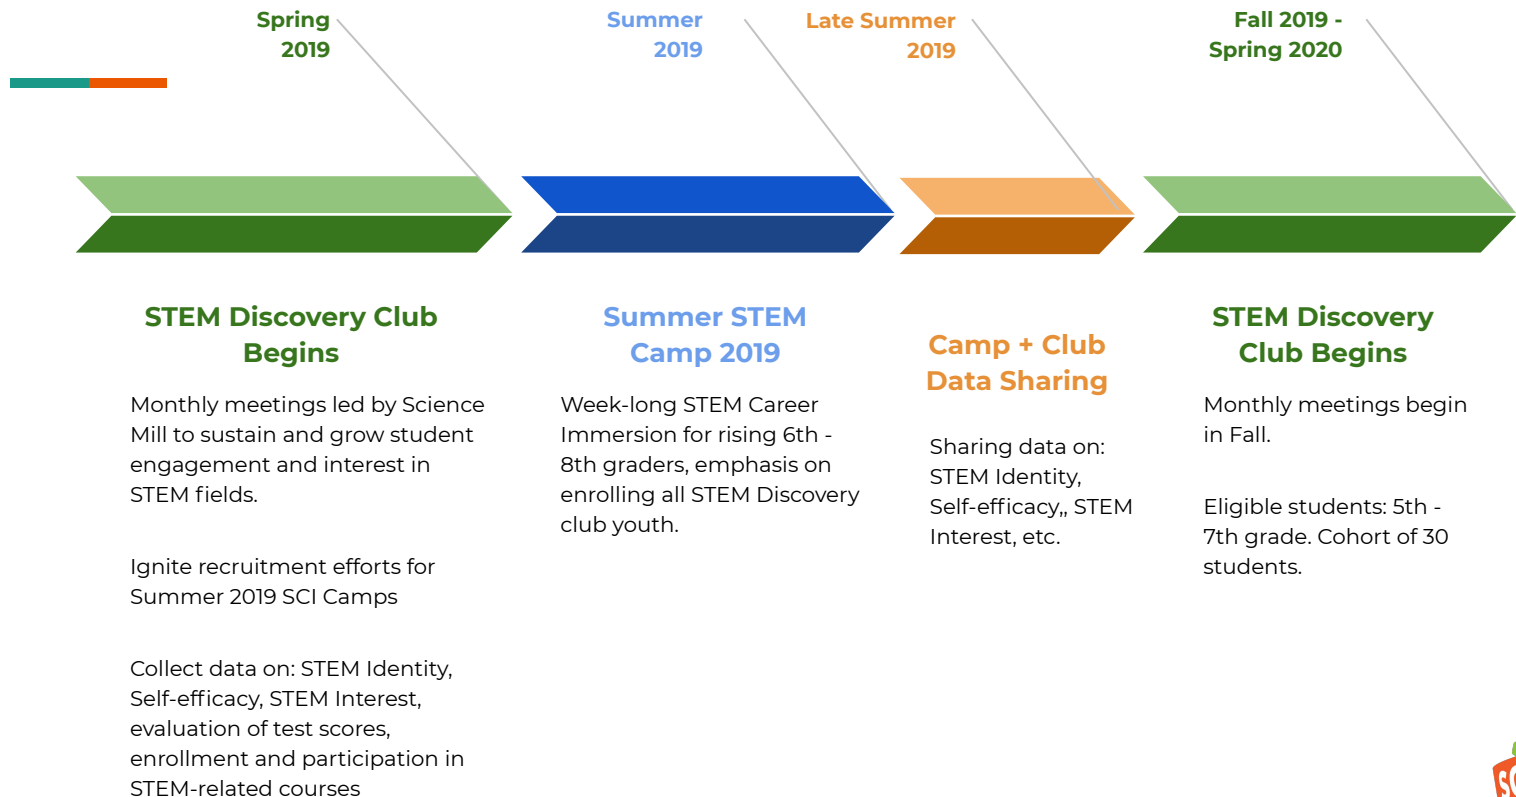 Spring
2019
Summer
2019
Late Summer
2019
Fall 2019 -
Spring 2020
STEM Discovery Club
Begins
Monthly meetings led by Science
Mill to sustain and grow student
engagement and interest in
STEM fields.
Ignite recruitment efforts for
Summer 2019 SCI Camps
Collect data on: STEM Identity,
Self-efficacy, STEM Interest,
evaluation of test scores,
enrollment and participation in
STEM-related courses
Summer STEM
Camp 2019
Week-long STEM Career
Immersion for rising 6th -
8th graders, emphasis on
enrolling all STEM Discovery
club youth.
Camp + Club
Data Sharing
Sharing data on:
STEM Identity,
Self-efficacy,, STEM
Interest, etc.
STEM Discovery
Club Begins
Monthly meetings begin
in Fall.
Eligible students: 5th -
7th grade. Cohort of 30
students.